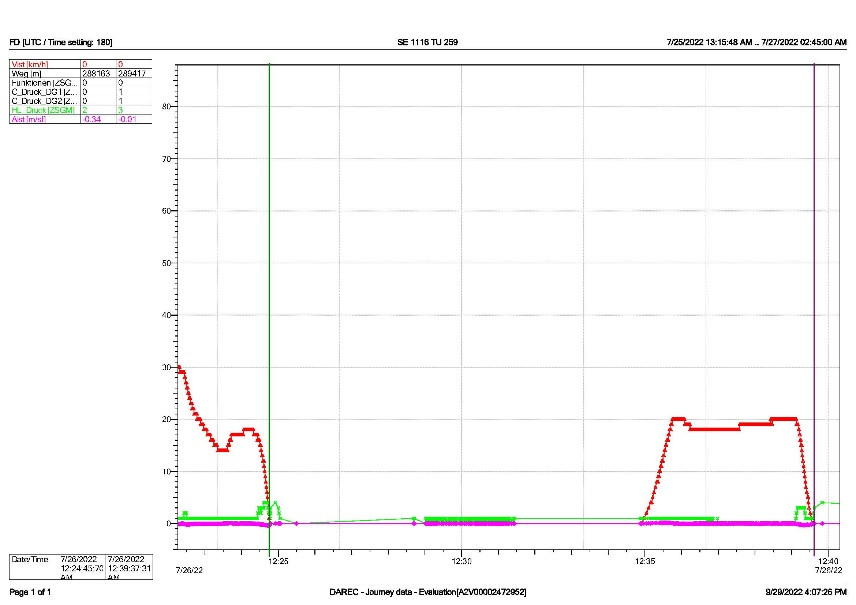 FD [UTC / Time setting: 180] SE 1116 TU 259 7/25/2022 13:15:48 AM .. 7/27/2022 02:45:00 AM
Vist [km/h] 0 0
Weg [m] 288163 289417
Funktionen [ZSG... 0 0
C_Druck_DG1 [Z... 0 1
C_Druck_DG2 [Z... 0 1
HL_Druck [ZSGM] 2 3
Aist [m/s²] -0.34 -0.01
80
70
60
50
40
30
20
10
0
12:25 12:30 12:35 12:40
7/26/22 7/26/22
Date/Time 7/26/2022 7/26/2022
12:24:45:70 12:39:37:31
AM AM
Page 1 of 1 DAREC - Journey data - Evaluation[A2V00002472952] 9/29/2022 4:07:26 PM